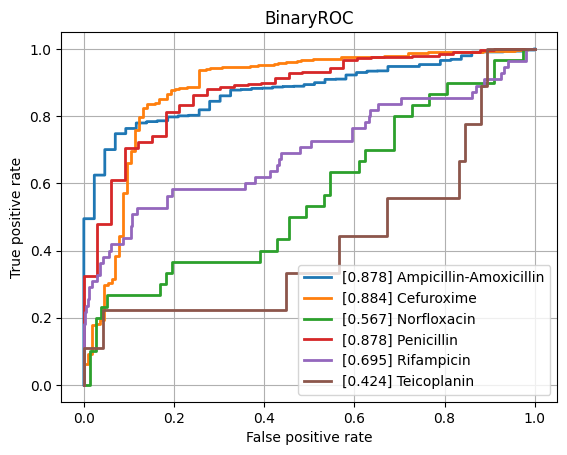 BinaryROC
True positive rate
1.0
0.8
0.6
0.4
0.2
0.0
[0.878] Ampicillin-Amoxicillin
[0.884] Cefuroxime
[0.567] Norfloxacin
[0.878] Penicillin
[0.695] Rifampicin
[0.424] Teicoplanin
0.0 0.2 0.4 0.6 0.8 1.0
False positive rate